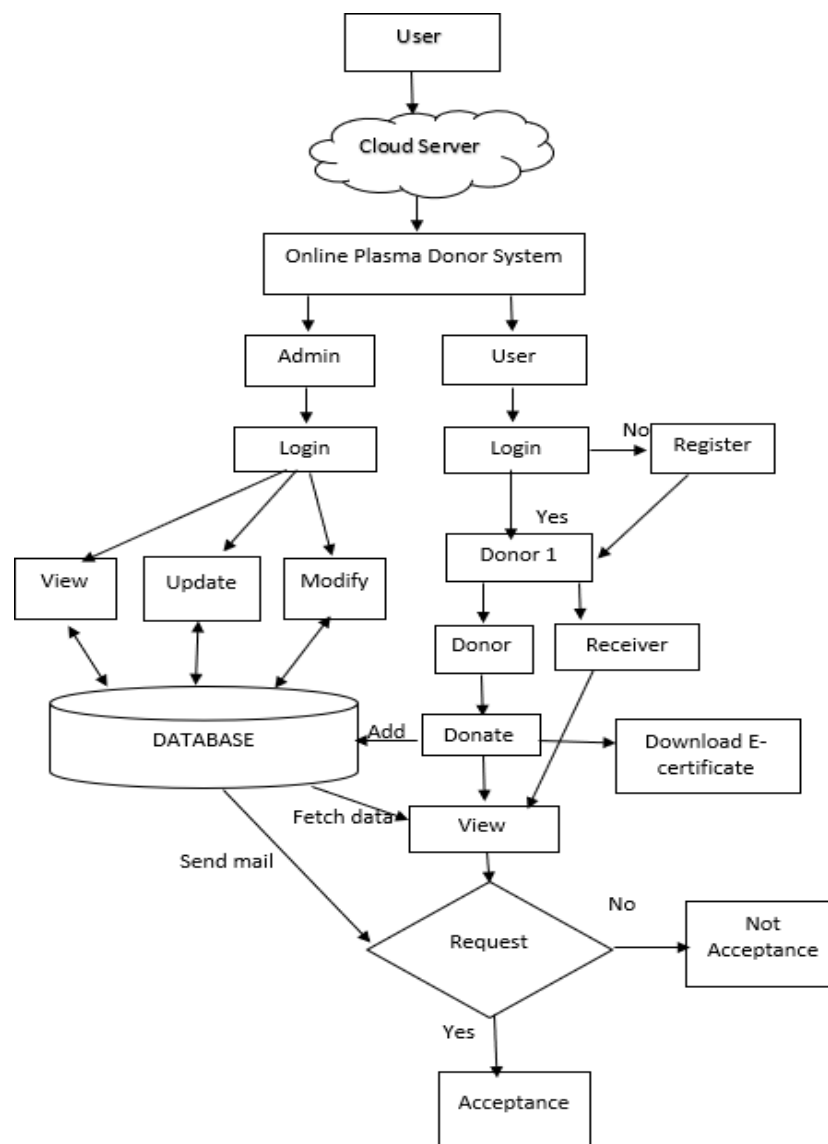 User
Cloud Server
Online Plasma Donor System
Admin
User
Login
Login
No
Register
Yes
Donor 1
View
Update
Modify
Donor
Receiver
DATABASE
Add
Donate
Download E-
certificate
Fetch data
View
Send mail
Request
No
Not
Acceptance
Yes
Acceptance